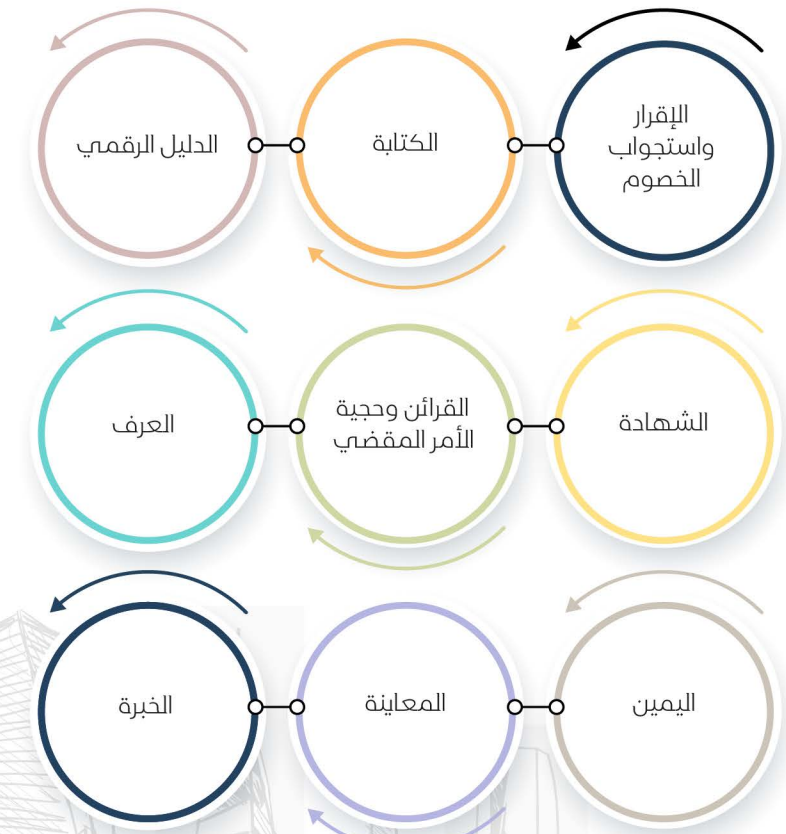 الإقرار
واستجواب
الخصوم
الكتابة
الدليل الرقمي
الشهادة
القرائن وحجية
الأمر المقضي
العرف
اليمين
المعاينة
الخبرة